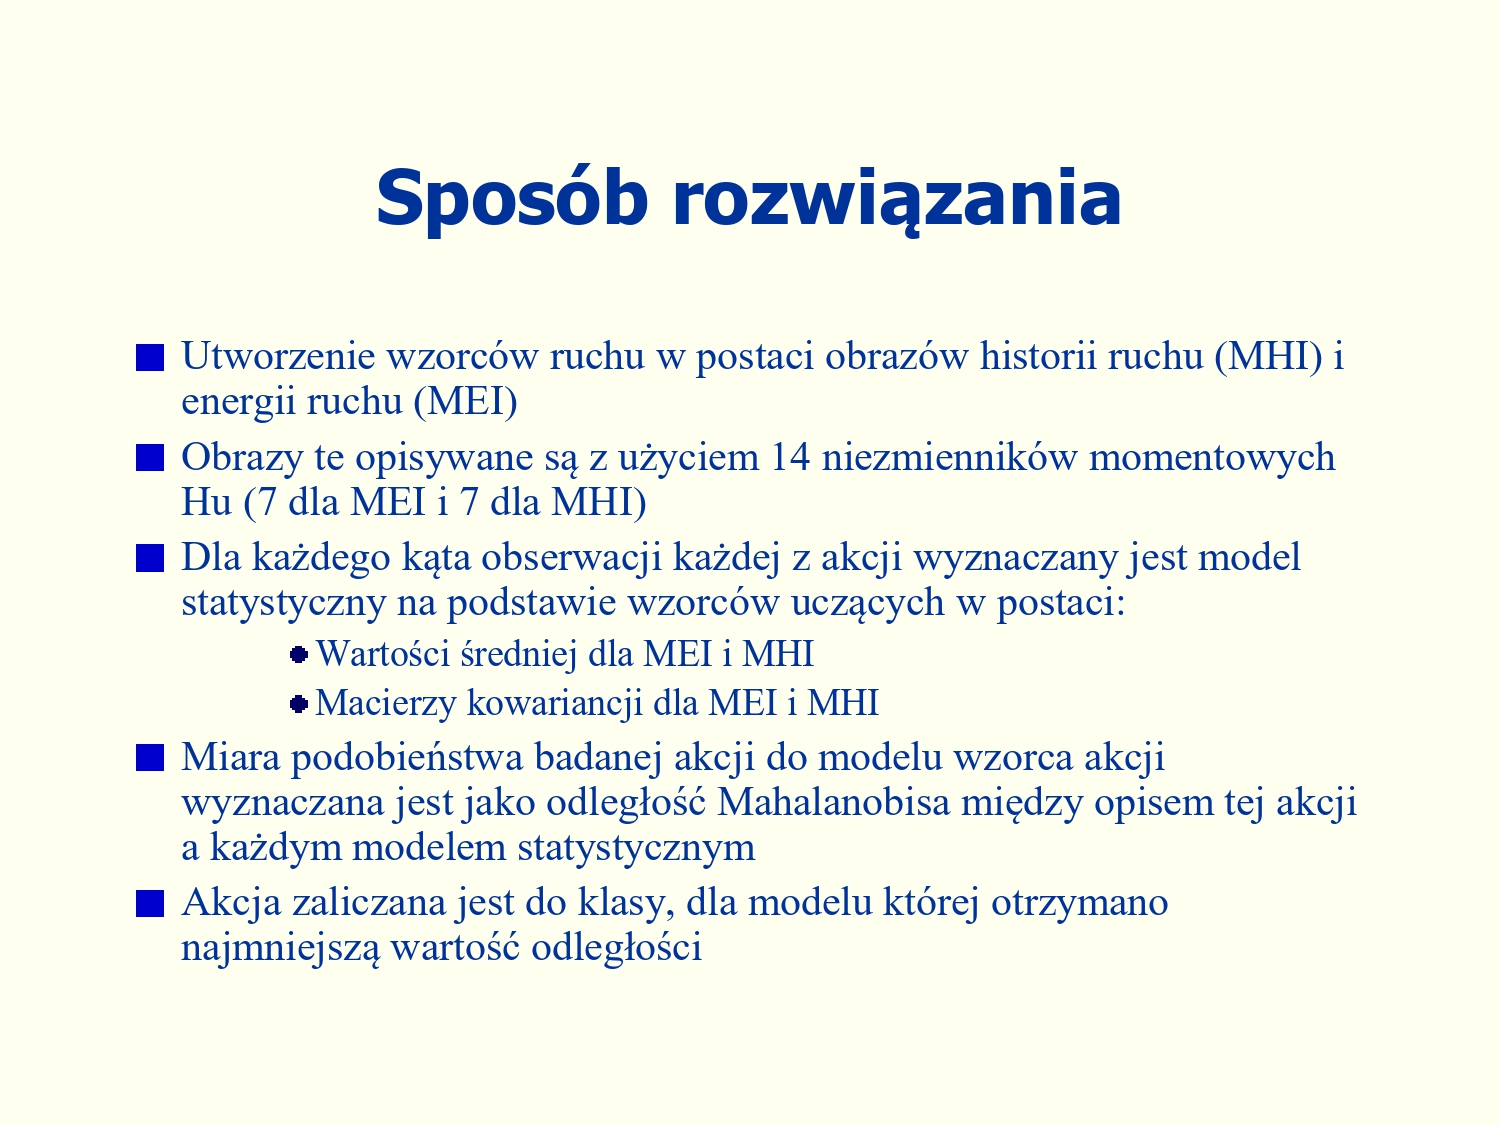 Sposób rozwiązania
Utworzenie wzorców ruchu w postaci obrazów historii ruchu (MHI) i
energii ruchu (MEI)
Obrazy te opisywane są z użyciem 14 niezmienników momentowych
Hu (7 dla MEI i 7 dla MHI)
Dla każdego kąta obserwacji każdej z akcji wyznaczany jest model
statystyczny na podstawie wzorców uczących w postaci:
Wartości średniej dla MEI i MHI
Macierzy kowariancji dla MEI i MHI
Miara podobieństwa badanej akcji do modelu wzorca akcji
wyznaczana jest jako odległość Mahalanobisa między opisem tej akcji
a każdym modelem statystycznym
Akcja zaliczana jest do klasy, dla modelu której otrzymano
najmniejszą wartość odległości